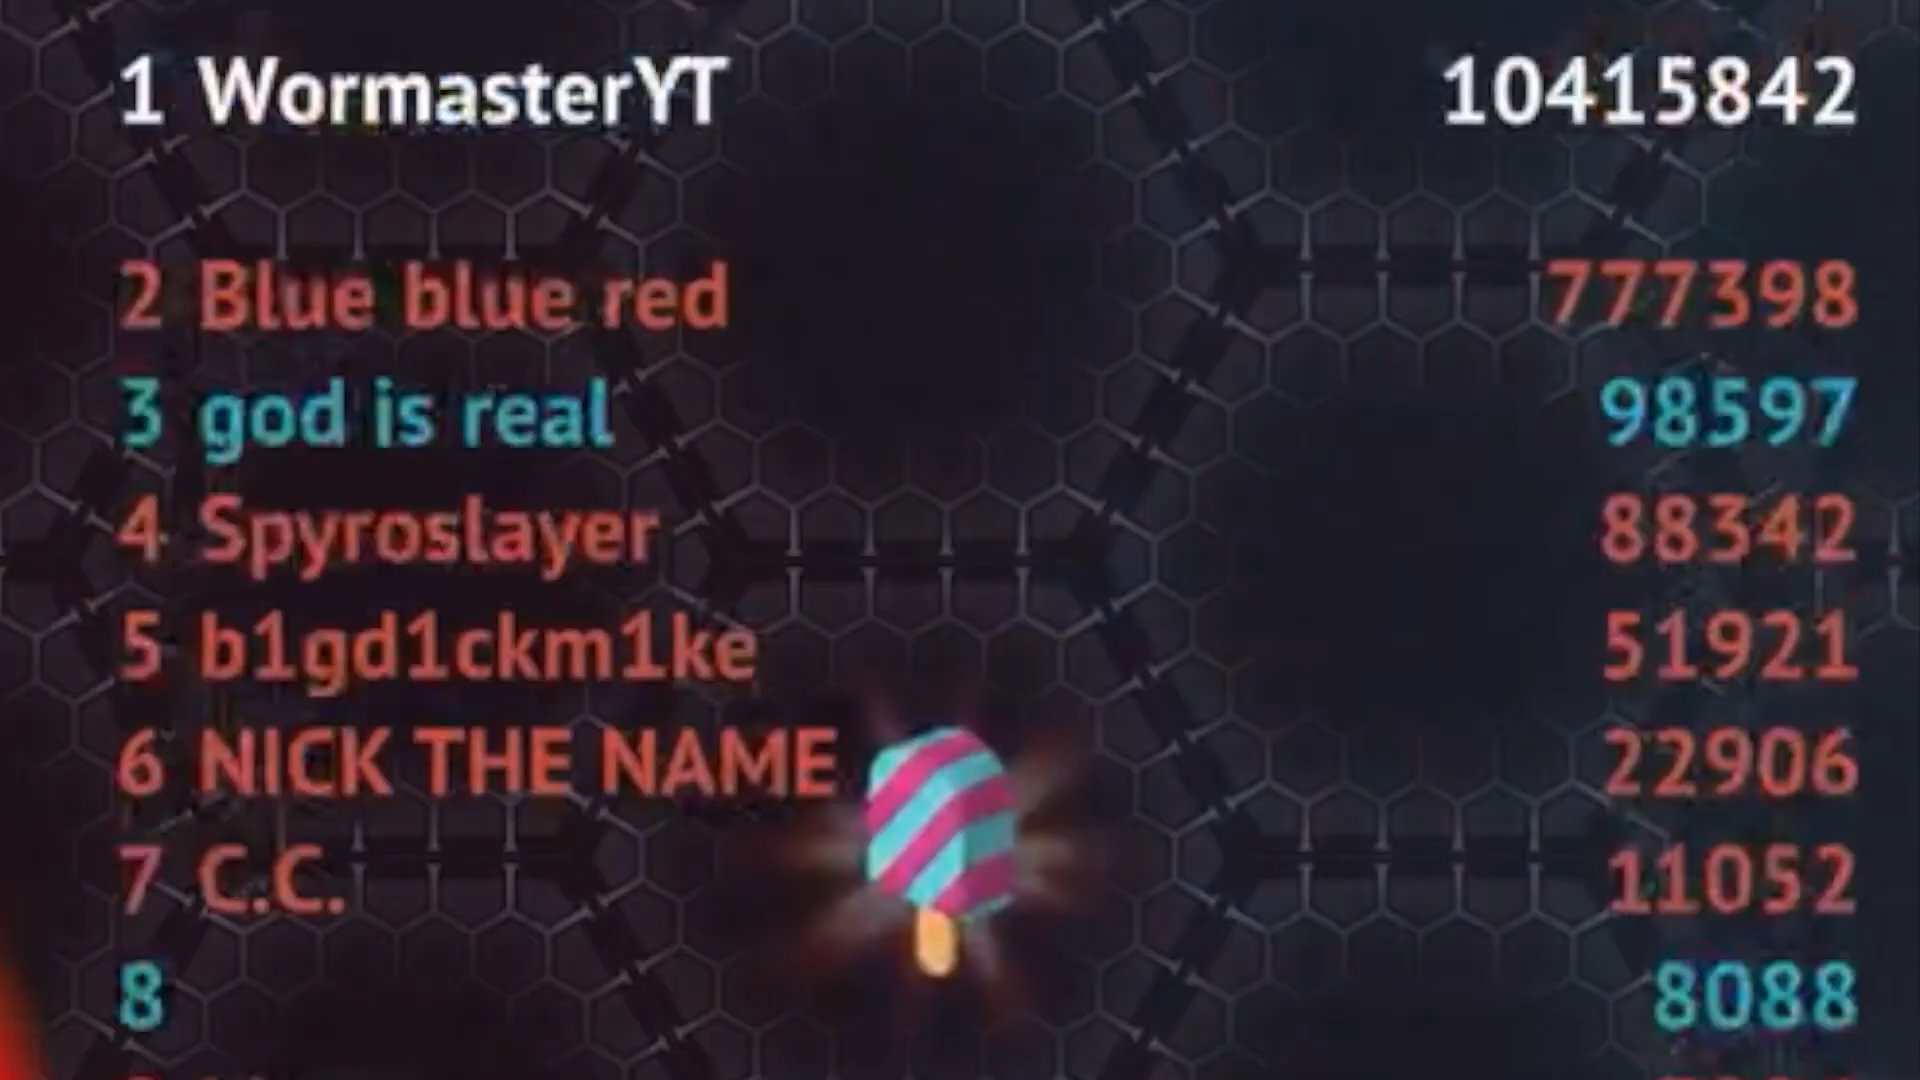 1 WormasterYT 10415842
2 Blue blue red 777398
3 god is real 98597
4 Spyroslayer 88342
5 b1gd1ckm1ke 51921
6 NICK THE NAME 22906
7 C.C. 11052
8 8088